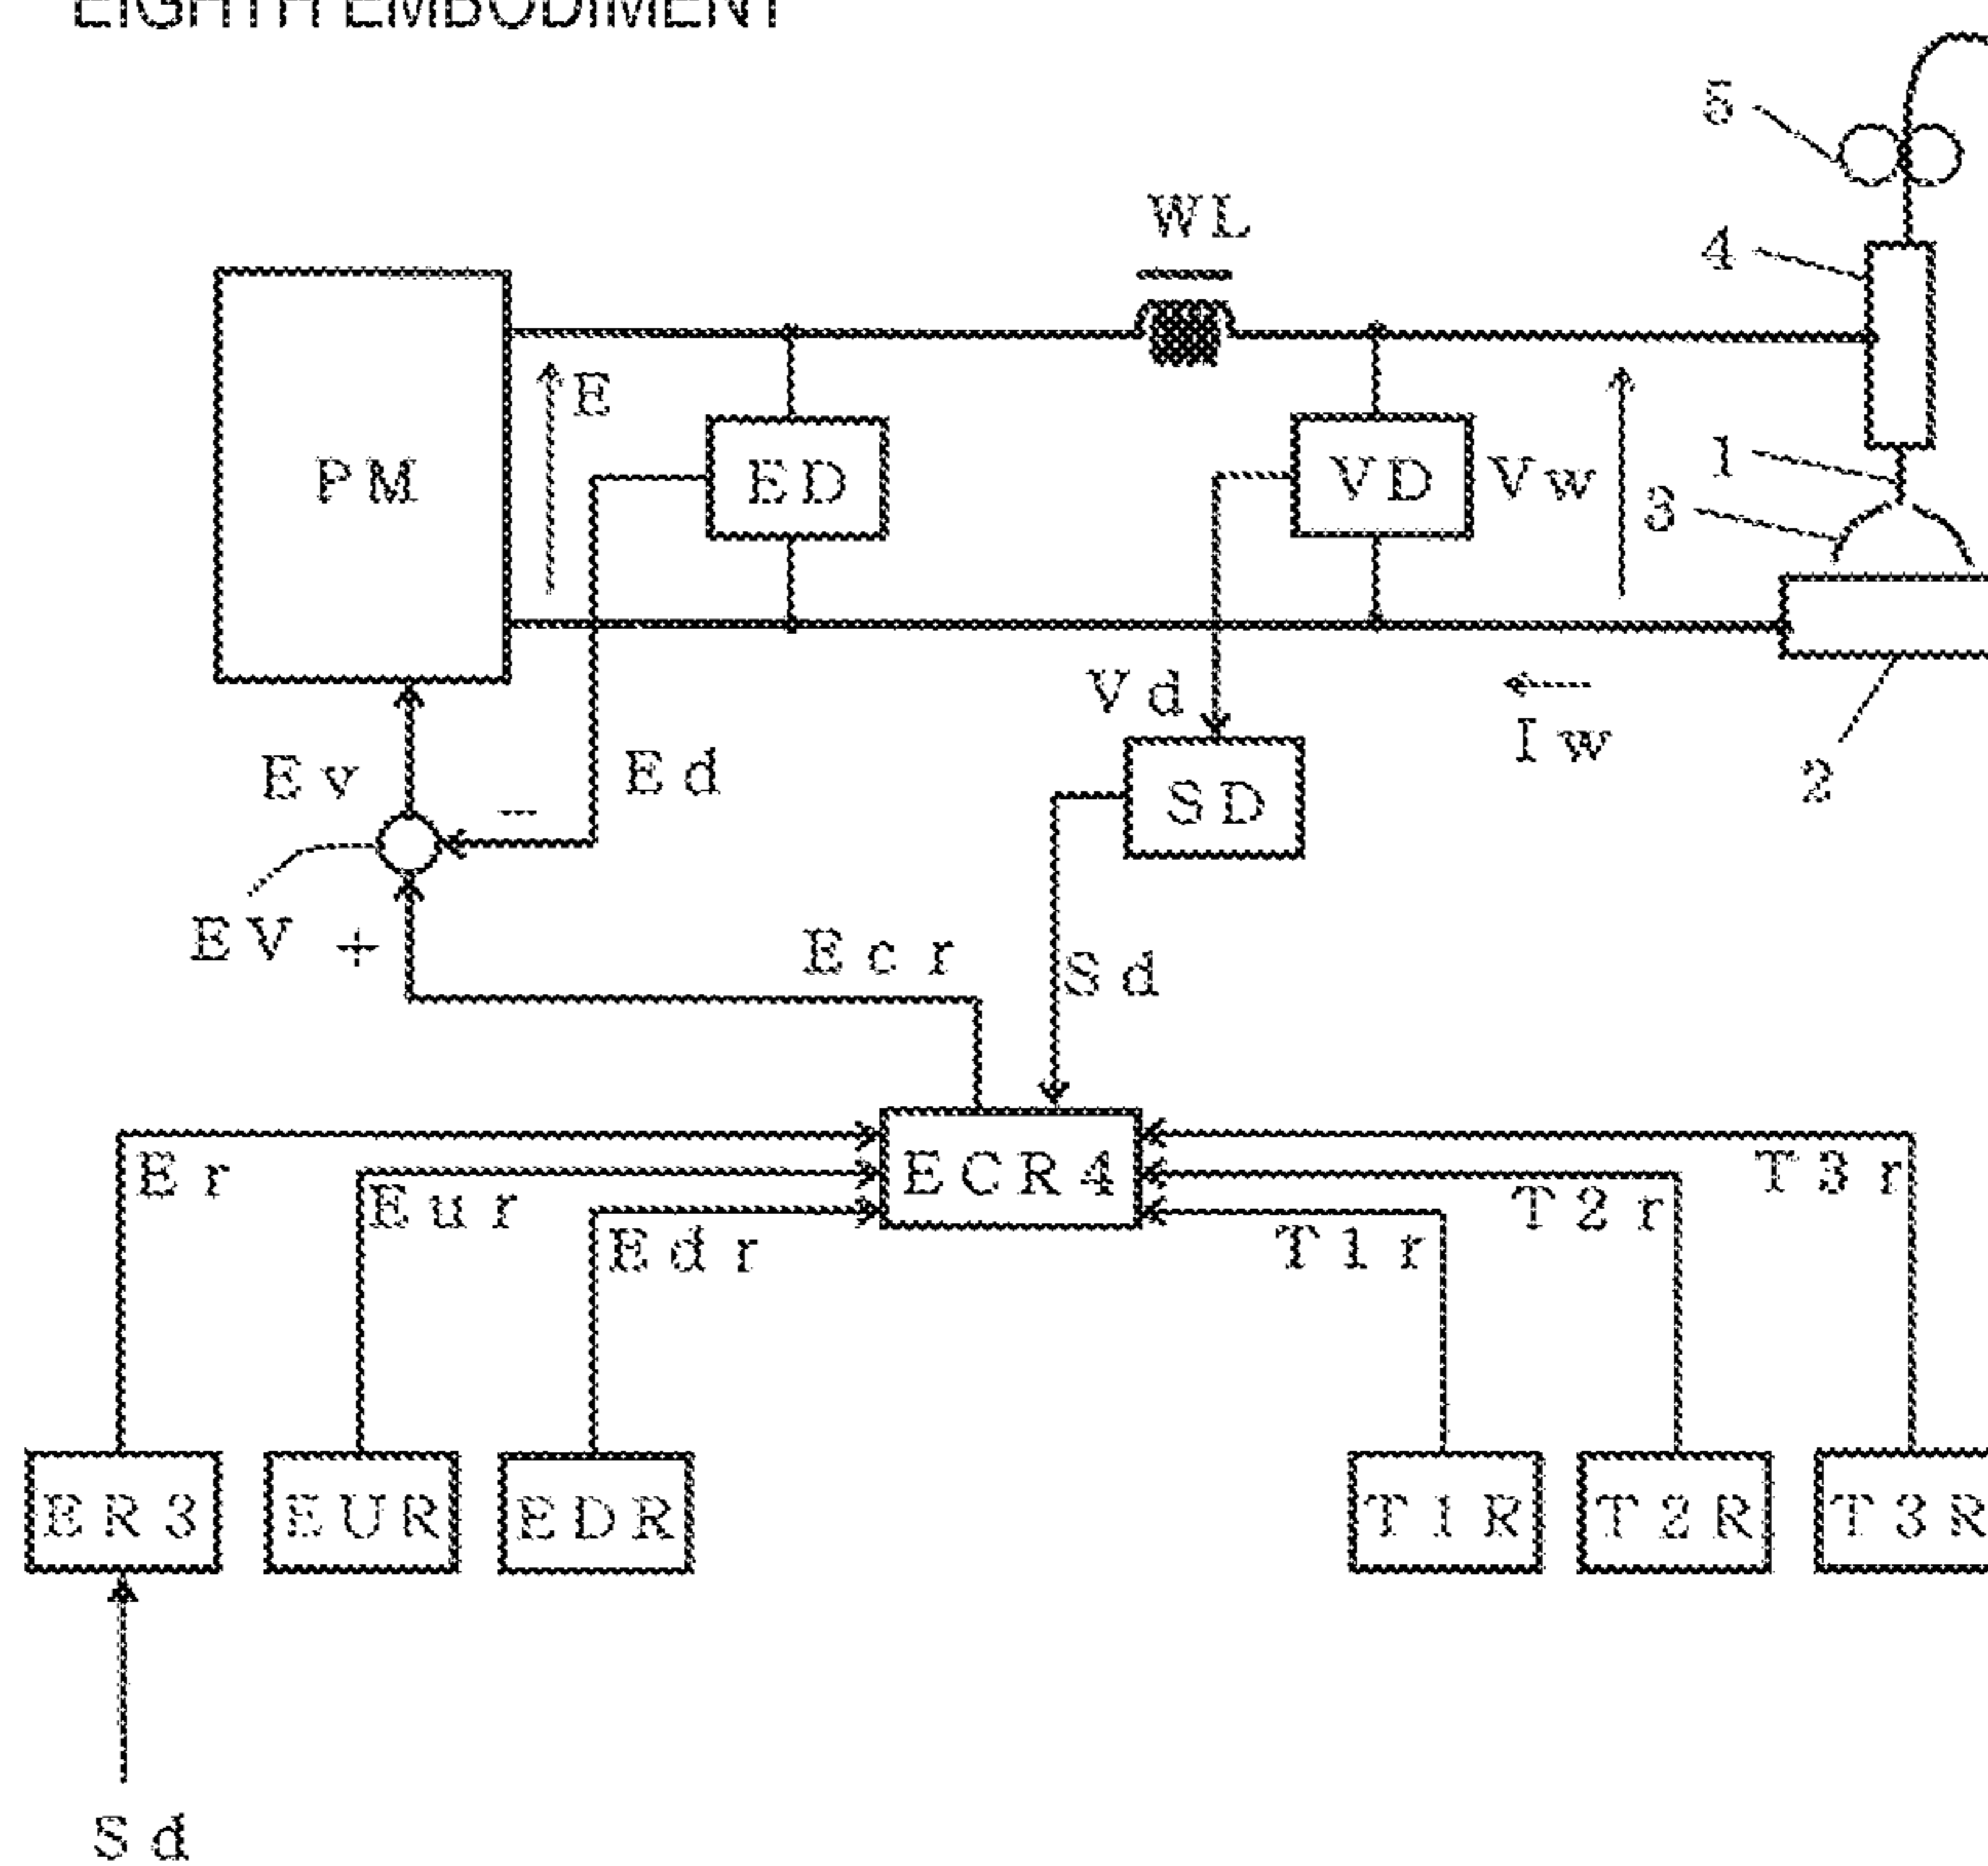 EIGHTH EMBODIMENT
5
WL
4
E
PM
ED
VD
Vw
1
3
Vd
Iw
2
Ev
−
Ed
SD
EV
+
Ecr
Sd
Er
Eur
Edr
ECR4
T3r
T2r
T1r
ER3
EUR
EDR
T1R
T2R
T3R
Sd